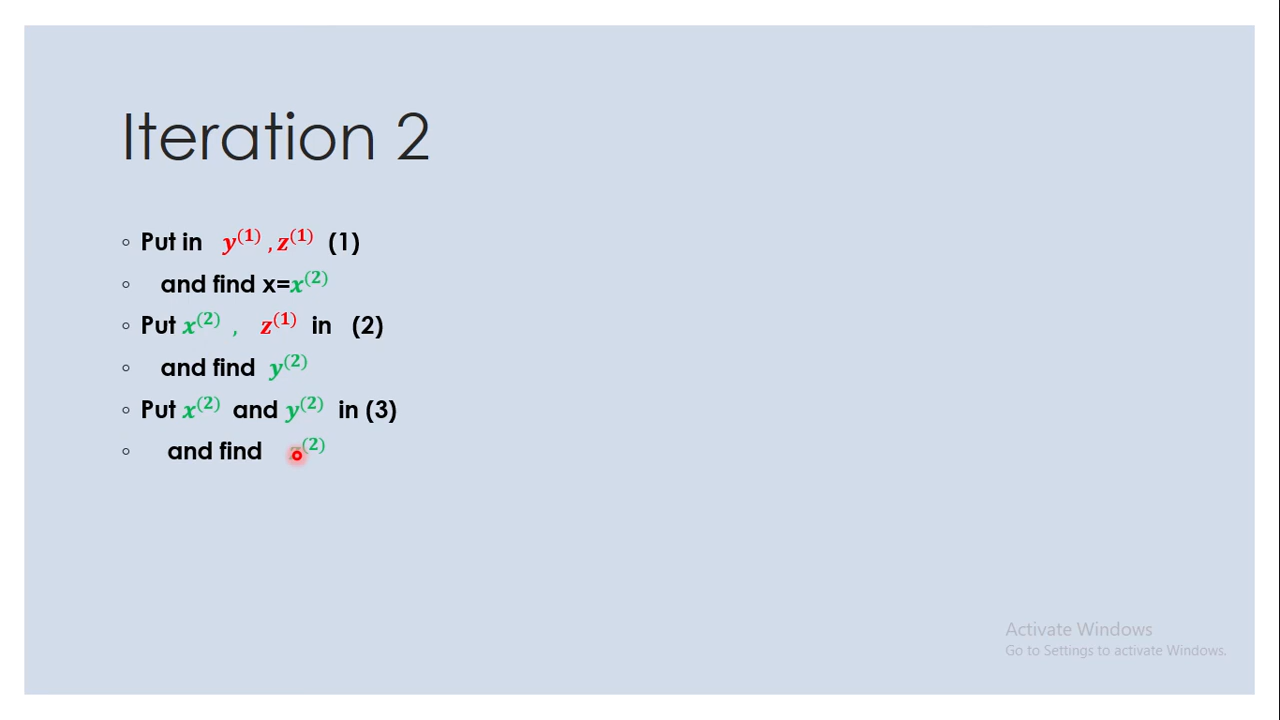 Iteration 2
◦ Put in y⁽¹⁾ , z⁽¹⁾ (1)
◦ and find x=x⁽²⁾
◦ Put x⁽²⁾ , z⁽¹⁾ in (2)
◦ and find y⁽²⁾
◦ Put x⁽²⁾ and y⁽²⁾ in (3)
◦ and find z⁽²⁾
Activate Windows
Go to Settings to activate Windows.